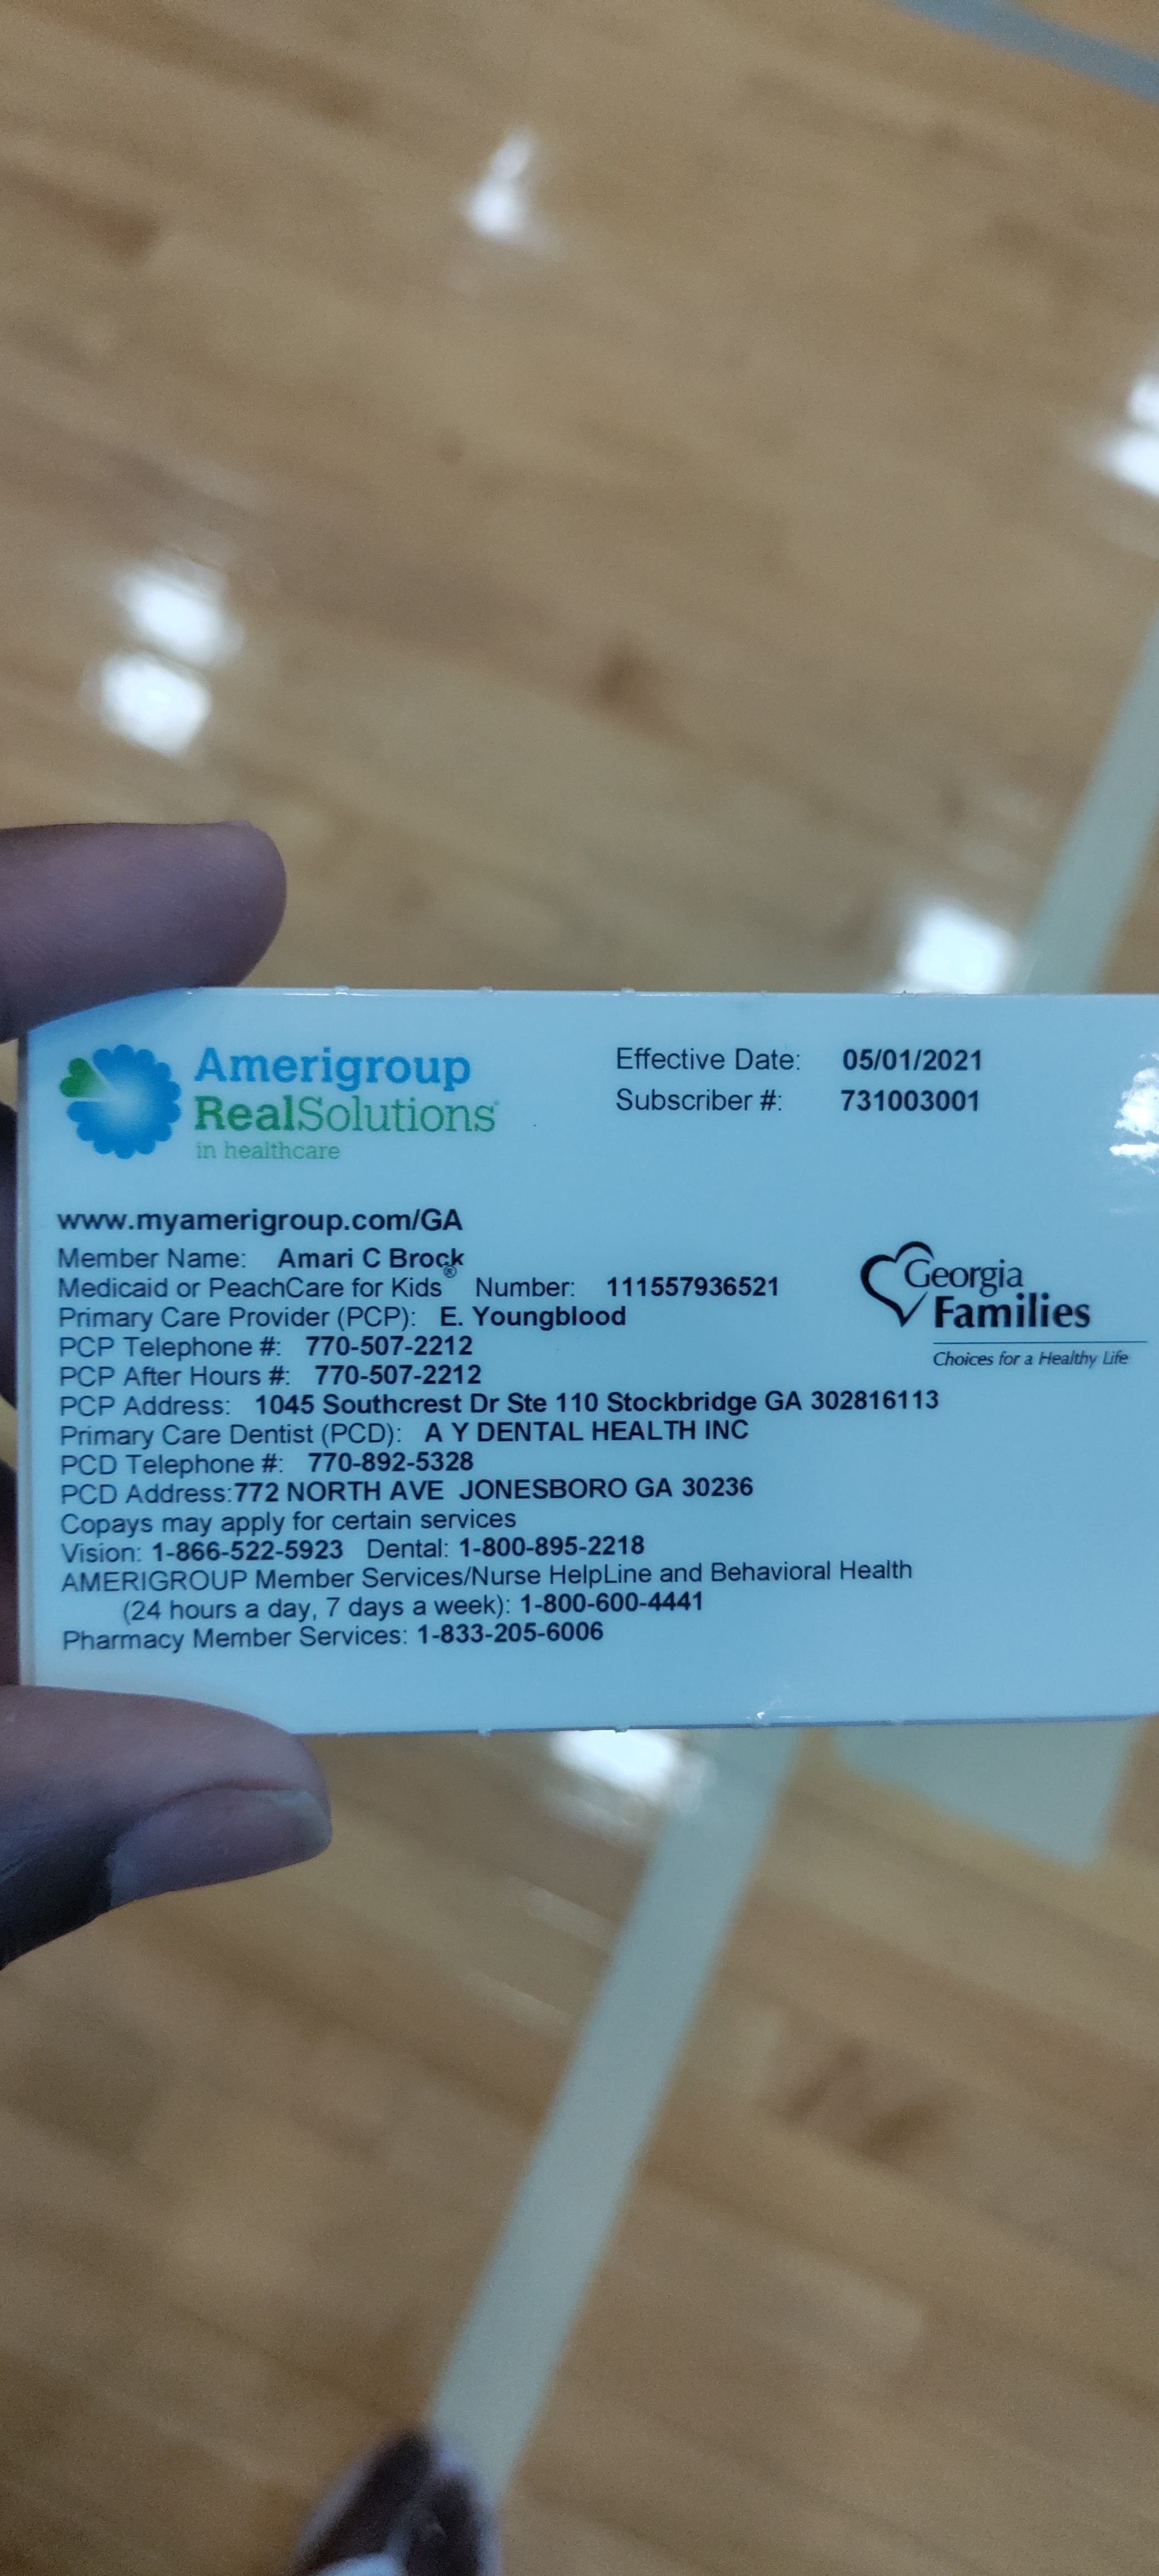 Amerigroup
RealSolutions
in healthcare
Effective Date: 05/01/2021
Subscriber #: 731003001
www.myamerigroup.com/GA
Member Name: Amari C Brock
Medicaid or PeachCare for Kids® Number: 111557936521
Primary Care Provider (PCP): E. Youngblood
PCP Telephone #: 770-507-2212
PCP After Hours #: 770-507-2212
PCP Address: 1045 Southcrest Dr Ste 110 Stockbridge GA 302816113
Primary Care Dentist (PCD): A Y DENTAL HEALTH INC
PCD Telephone #: 770-892-5328
PCD Address:772 NORTH AVE JONESBORO GA 30236
Copays may apply for certain services
Vision: 1-866-522-5923 Dental: 1-800-895-2218
AMERIGROUP Member Services/Nurse HelpLine and Behavioral Health
(24 hours a day, 7 days a week): 1-800-600-4441
Pharmacy Member Services: 1-833-205-6006
Georgia
Families
Choices for a Healthy Life